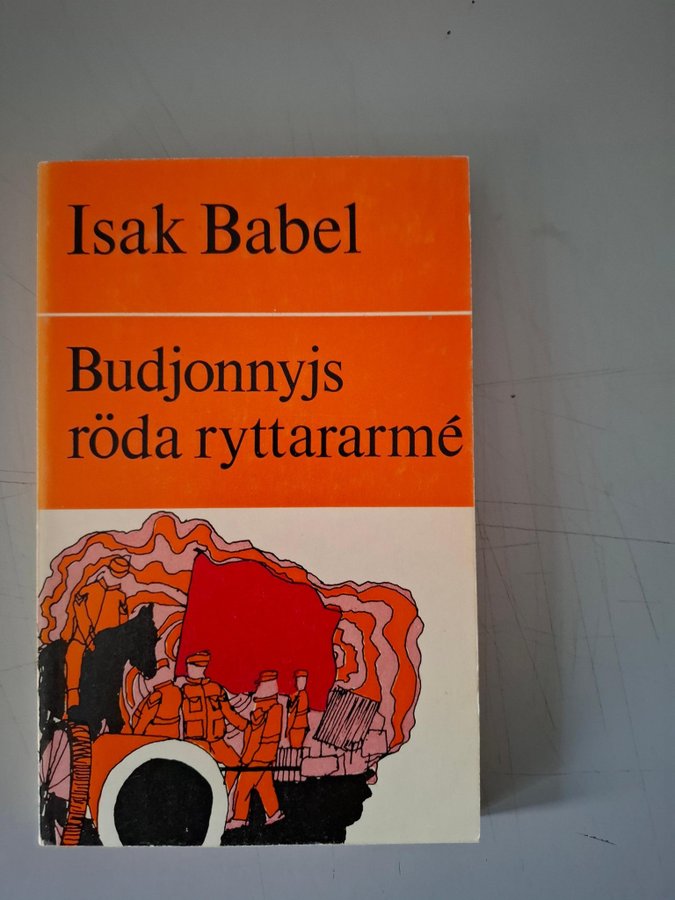 Isak Babel
Budjonnyjs
röda ryttararmé